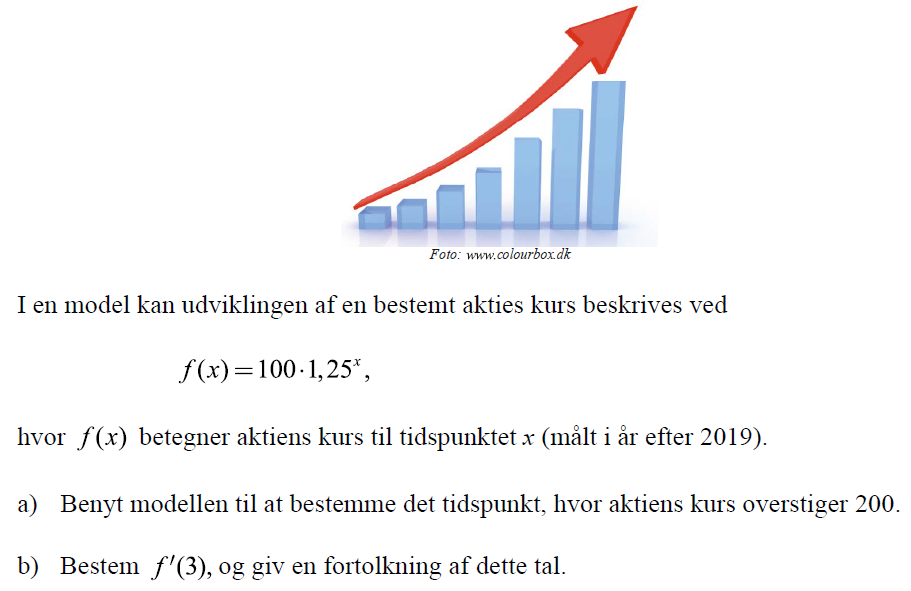 Foto: www.colourbox.dk
I en model kan udviklingen af en bestemt akties kurs beskrives ved
f(x)=100·1,25ˣ,
hvor f(x) betegner aktiens kurs til tidspunktet x (målt i år efter 2019).
a) Benyt modellen til at bestemme det tidspunkt, hvor aktiens kurs overstiger 200.
b) Bestem f′(3), og giv en fortolkning af dette tal.